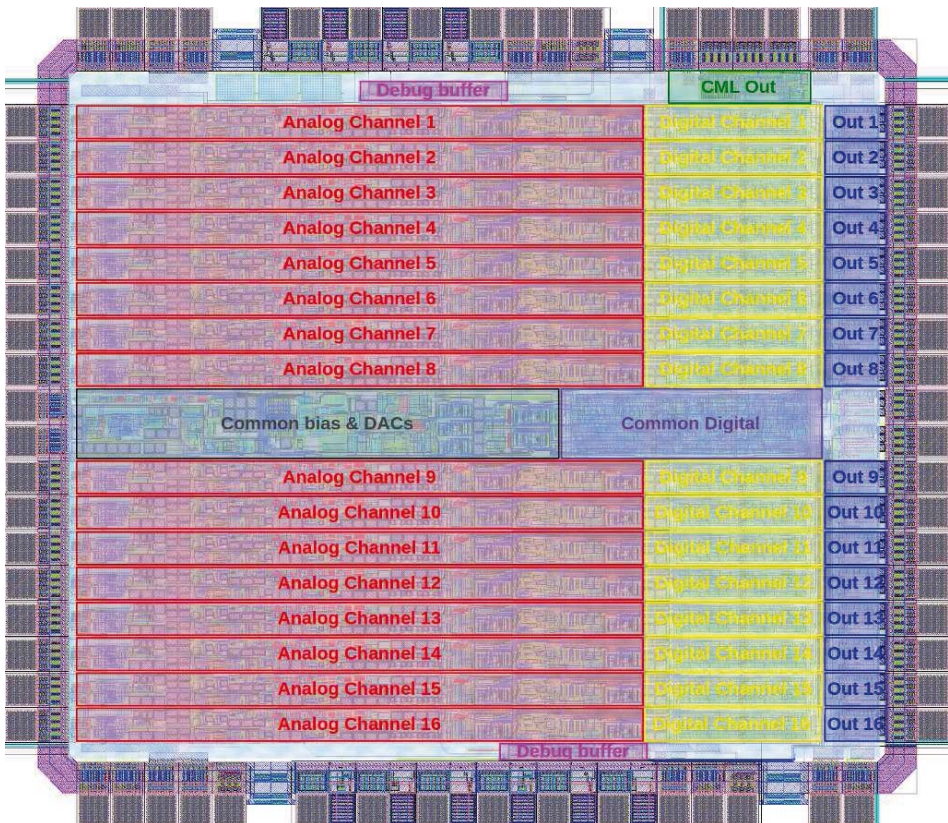 Debug buffer
CML Out
Analog Channel 1 Digital Channel 1 Out 1
Analog Channel 2 Digital Channel 2 Out 2
Analog Channel 3 Digital Channel 3 Out 3
Analog Channel 4 Digital Channel 4 Out 4
Analog Channel 5 Digital Channel 5 Out 5
Analog Channel 6 Digital Channel 6 Out 6
Analog Channel 7 Digital Channel 7 Out 7
Analog Channel 8 Digital Channel 8 Out 8
Common bias & DACs Common Digital
Analog Channel 9 Digital Channel 9 Out 9
Analog Channel 10 Digital Channel 10 Out 10
Analog Channel 11 Digital Channel 11 Out 11
Analog Channel 12 Digital Channel 12 Out 12
Analog Channel 13 Digital Channel 13 Out 13
Analog Channel 14 Digital Channel 14 Out 14
Analog Channel 15 Digital Channel 15 Out 15
Analog Channel 16 Digital Channel 16 Out 16
Debug buffer